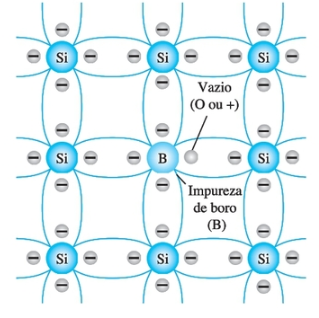 Si Si Si
Vazio
(O ou +)
Si B Si
Impureza
de boro
(B)
Si Si Si